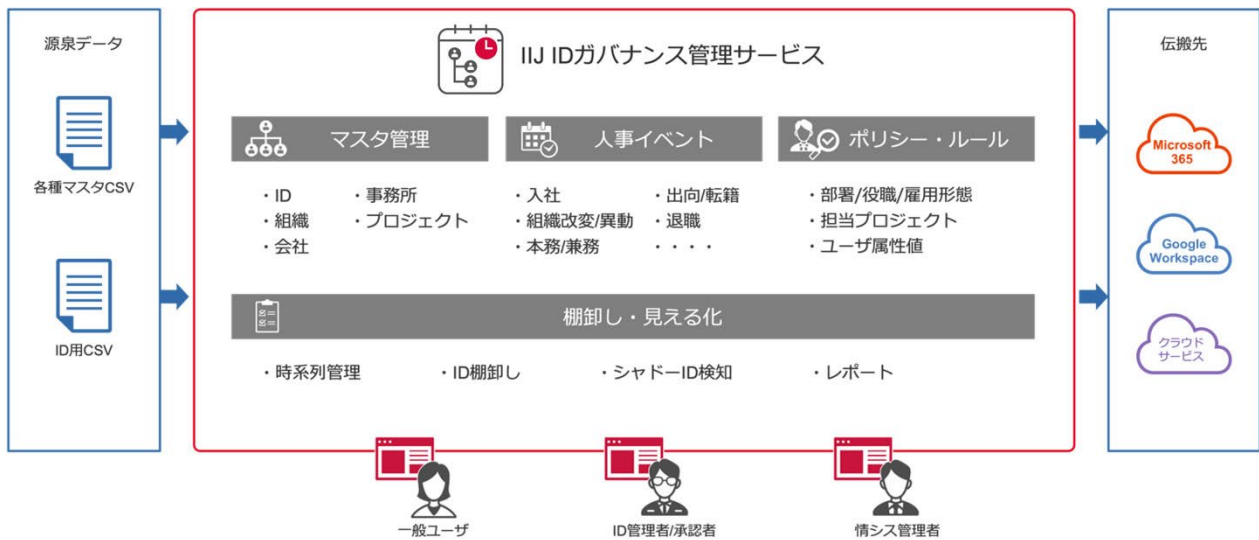 源泉データ
各種マスタCSV
ID用CSV
IIJ IDガバナンス管理サービス
マスタ管理
・ID
・組織
・会社
・事務所
・プロジェクト
人事イベント
・入社
・組織改変/異動
・本務/兼務
・出向/転籍
・退職
・・・・
ポリシー・ルール
・部署/役職/雇用形態
・担当プロジェクト
・ユーザ属性値
棚卸し・見える化
・時系列管理
・ID棚卸し
・シャドーID検知
・レポート
一般ユーザ
ID管理者/承認者
情シス管理者
伝搬先
Microsoft
365
Google
Workspace
クラウド
サービス